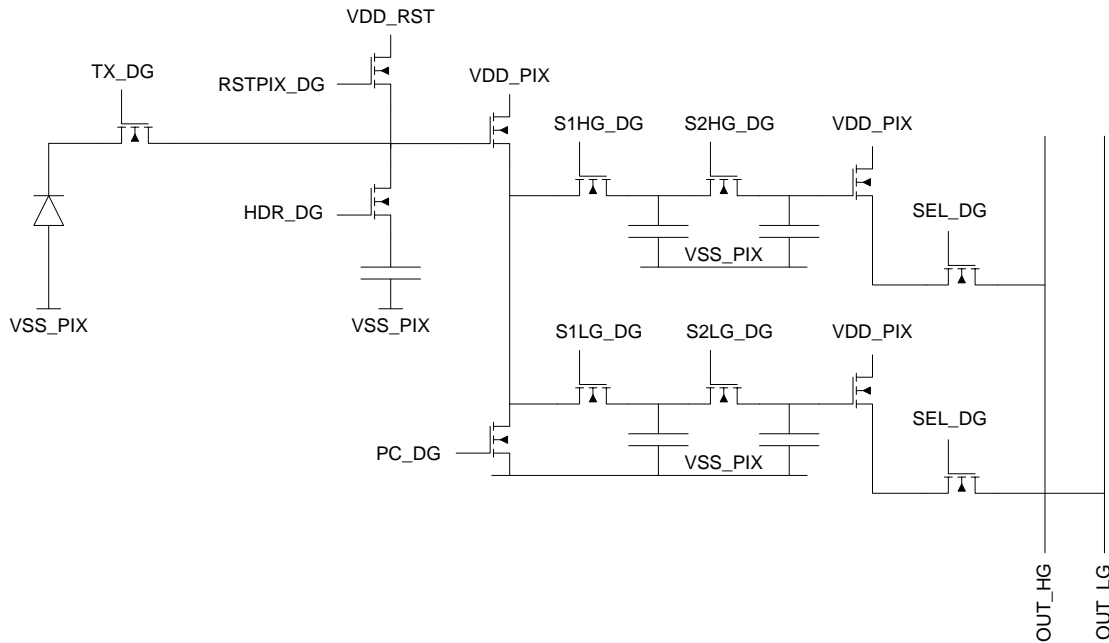 VDD_RST
TX_DG
RSTPIX_DG
VDD_PIX
S1HG_DG
S2HG_DG
VDD_PIX
HDR_DG
SEL_DG
VSS_PIX
VSS_PIX
VSS_PIX
S1LG_DG
S2LG_DG
VDD_PIX
SEL_DG
PC_DG
VSS_PIX
OUT_HG
OUT_LG